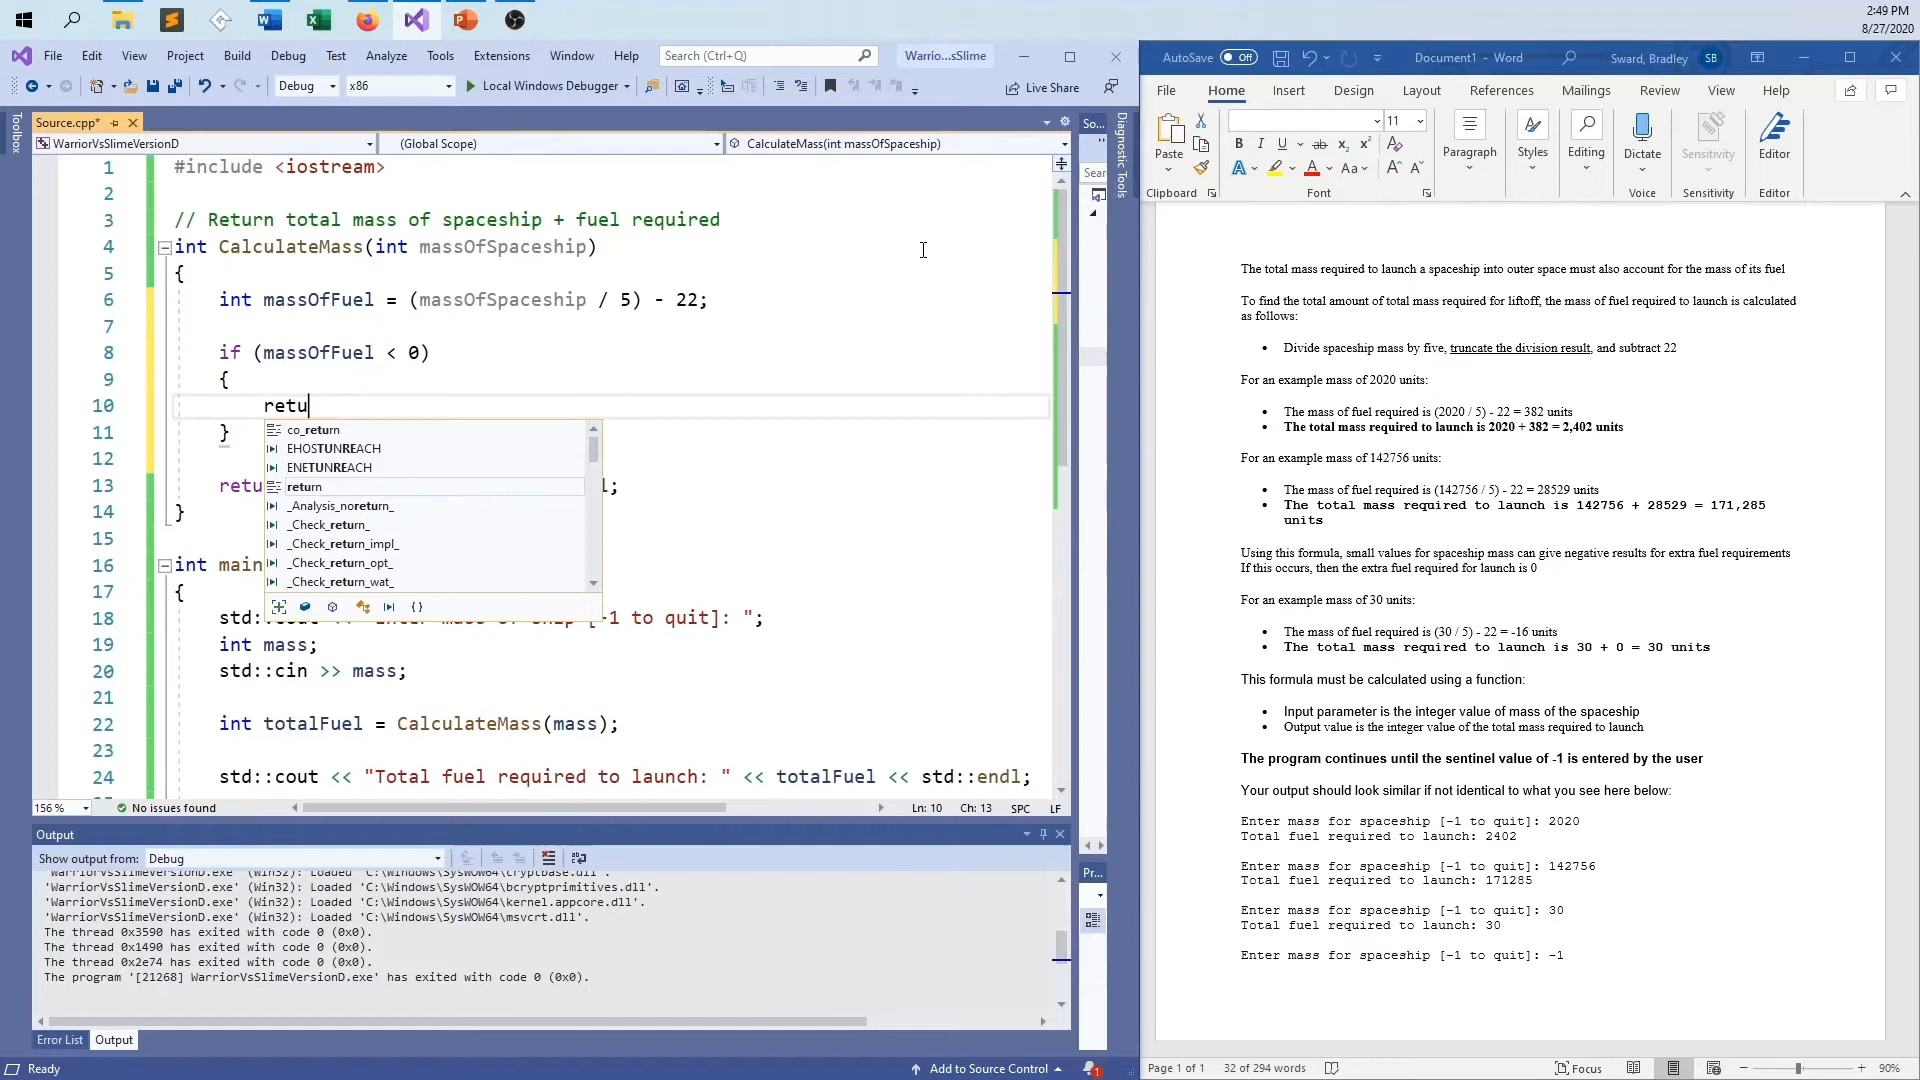 2:49 PM
8/27/2020
File Edit View Project Build Debug Test Analyze Tools Extensions Window Help Search (Ctrl+Q) Warrio...sSlime
Debug x86 Local Windows Debugger Live Share
Toolbox
Source.cpp*
WarriorVsSlimeVersionD (Global Scope) CalculateMass(int massOfSpaceship)
1 #include <iostream>
2
3 // Return total mass of spaceship + fuel required
4 int CalculateMass(int massOfSpaceship)
5 {
6 int massOfFuel = (massOfSpaceship / 5) - 22;
7
8 if (massOfFuel < 0)
9 {
10 retu
11 }
12
13 retu l;
14 }
15
16 int main
17 {
18 std: -1 to quit]: ";
19 int mass;
20 std::cin >> mass;
21
22 int totalFuel = CalculateMass(mass);
23
24 std::cout << "Total fuel required to launch: " << totalFuel << std::endl;
co_return
EHOSTUNREACH
ENETUNREACH
return
_Analysis_noreturn_
_Check_return_
_Check_return_impl_
_Check_return_opt_
_Check_return_wat_
156 % No issues found Ln: 10 Ch: 13 SPC LF
Output
Show output from: Debug
'WarriorVsSlimeVersionD.exe' (Win32): Loaded 'C:\Windows\SysWOW64\cryptbase.dll'.
'WarriorVsSlimeVersionD.exe' (Win32): Loaded 'C:\Windows\SysWOW64\bcryptprimitives.dll'.
'WarriorVsSlimeVersionD.exe' (Win32): Loaded 'C:\Windows\SysWOW64\kernel.appcore.dll'.
'WarriorVsSlimeVersionD.exe' (Win32): Loaded 'C:\Windows\SysWOW64\msvcrt.dll'.
The thread 0x3590 has exited with code 0 (0x0).
The thread 0x1490 has exited with code 0 (0x0).
The thread 0x2e74 has exited with code 0 (0x0).
The program '[21268] WarriorVsSlimeVersionD.exe' has exited with code 0 (0x0).
Error List Output
Ready Add to Source Control 1
So...
Sear
Diagnostic Tools
Pr...
AutoSave Off Document1 - Word Sward, Bradley SB
File Home Insert Design Layout References Mailings Review View Help
11
Paste B I U ab x₂ x² A Aa Paragraph Styles Editing Dictate Sensitivity Editor
Clipboard Font Voice Sensitivity Editor
The total mass required to launch a spaceship into outer space must also account for the mass of its fuel
To find the total amount of total mass required for liftoff, the mass of fuel required to launch is calculated
as follows:
• Divide spaceship mass by five, truncate the division result, and subtract 22
For an example mass of 2020 units:
• The mass of fuel required is (2020 / 5) - 22 = 382 units
• The total mass required to launch is 2020 + 382 = 2,402 units
For an example mass of 142756 units:
• The mass of fuel required is (142756 / 5) - 22 = 28529 units
• The total mass required to launch is 142756 + 28529 = 171,285
units
Using this formula, small values for spaceship mass can give negative results for extra fuel requirements
If this occurs, then the extra fuel required for launch is 0
For an example mass of 30 units:
• The mass of fuel required is (30 / 5) - 22 = -16 units
• The total mass required to launch is 30 + 0 = 30 units
This formula must be calculated using a function:
• Input parameter is the integer value of mass of the spaceship
• Output value is the integer value of the total mass required to launch
The program continues until the sentinel value of -1 is entered by the user
Your output should look similar if not identical to what you see here below:
Enter mass for spaceship [-1 to quit]: 2020
Total fuel required to launch: 2402
Enter mass for spaceship [-1 to quit]: 142756
Total fuel required to launch: 171285
Enter mass for spaceship [-1 to quit]: 30
Total fuel required to launch: 30
Enter mass for spaceship [-1 to quit]: -1
Page 1 of 1 32 of 294 words Focus 90%